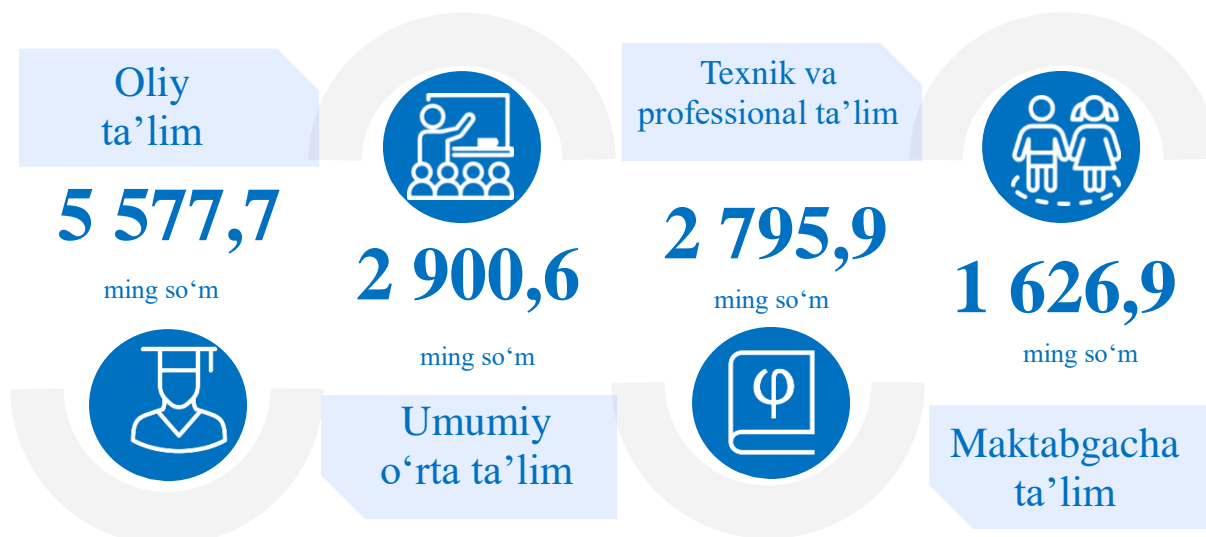 Oliy
ta’lim
5 577,7
ming so‘m
2 900,6
ming so‘m
Umumiy
o‘rta ta’lim
Texnik va
professional ta’lim
2 795,9
ming so‘m
φ
1 626,9
ming so‘m
Maktabgacha
ta’lim